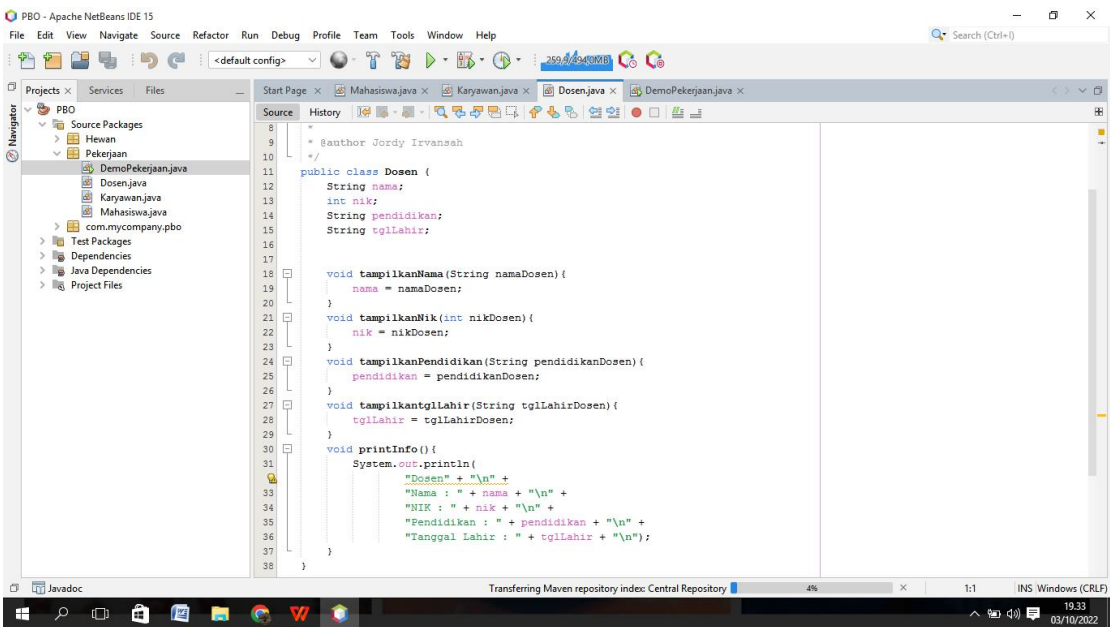 PBO - Apache NetBeans IDE 15
File Edit View Navigate Source Refactor Run Debug Profile Team Tools Window Help
Search (Ctrl+I)
<default config>
259,9/494,0MB
Projects
Services
Files
Start Page
Mahasiswa.java
Karyawan.java
Dosen.java
DemoPekerjaan.java
Navigator
PBO
Source Packages
Hewan
Pekerjaan
DemoPekerjaan.java
Dosen.java
Karyawan.java
Mahasiswa.java
com.mycompany.pbo
Test Packages
Dependencies
Java Dependencies
Project Files
Source History
8 *
9 * @author Jordy Irvansah
10 */
11 public class Dosen {
12 String nama;
13 int nik;
14 String pendidikan;
15 String tglLahir;
16
17
18 void tampilkanNama(String namaDosen){
19 nama = namaDosen;
20 }
21 void tampilkanNik(int nikDosen){
22 nik = nikDosen;
23 }
24 void tampilkanPendidikan(String pendidikanDosen){
25 pendidikan = pendidikanDosen;
26 }
27 void tampilkantglLahir(String tglLahirDosen){
28 tglLahir = tglLahirDosen;
29 }
30 void printInfo(){
31 System.out.println(
"Dosen" + "\n" +
33 "Nama : " + nama + "\n" +
34 "NIK : " + nik + "\n" +
35 "Pendidikan : " + pendidikan + "\n" +
36 "Tanggal Lahir : " + tglLahir + "\n");
37 }
38 }
Javadoc
Transferring Maven repository index: Central Repository
4%
1:1
INS Windows (CRLF)
19.33
03/10/2022